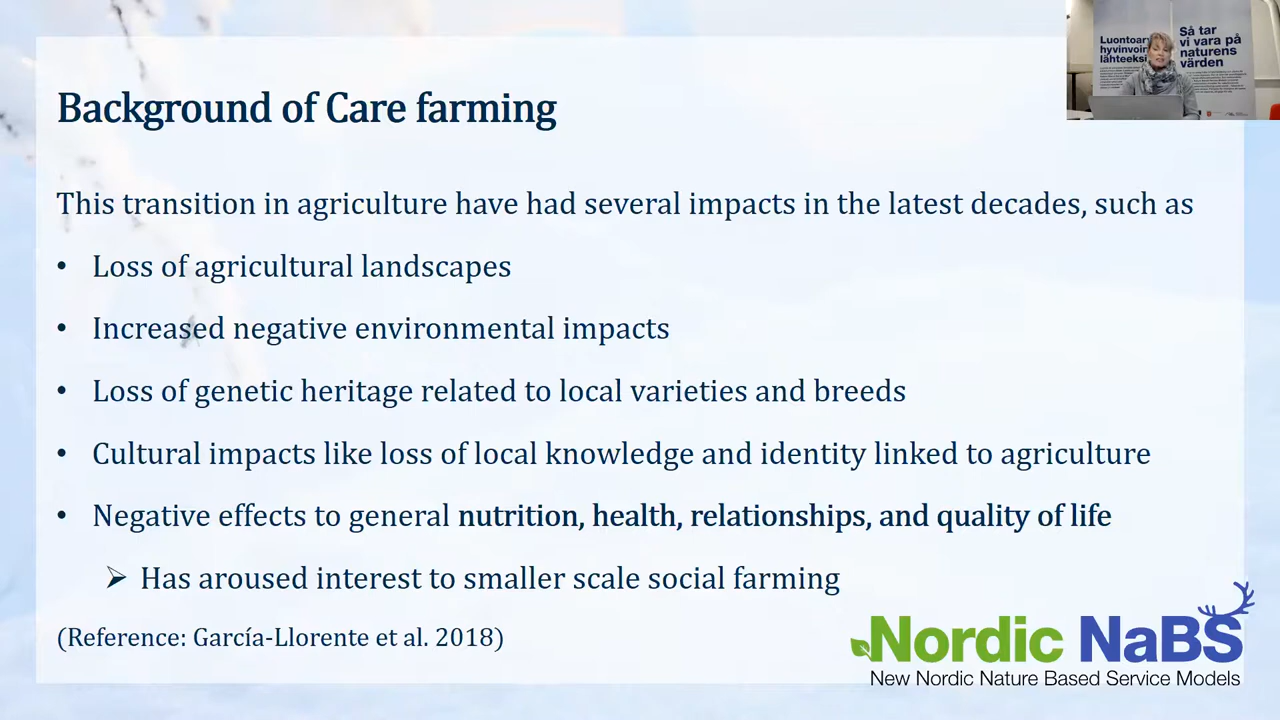 Background of Care farming
This transition in agriculture have had several impacts in the latest decades, such as
• Loss of agricultural landscapes
• Increased negative environmental impacts
• Loss of genetic heritage related to local varieties and breeds
• Cultural impacts like loss of local knowledge and identity linked to agriculture
• Negative effects to general nutrition, health, relationships, and quality of life
➢ Has aroused interest to smaller scale social farming
(Reference: García-Llorente et al. 2018)
Nordic NaBS
New Nordic Nature Based Service Models
Luontoar
hyvinvoin
lähteeksi
Så tar
vi vara på
naturens
värden